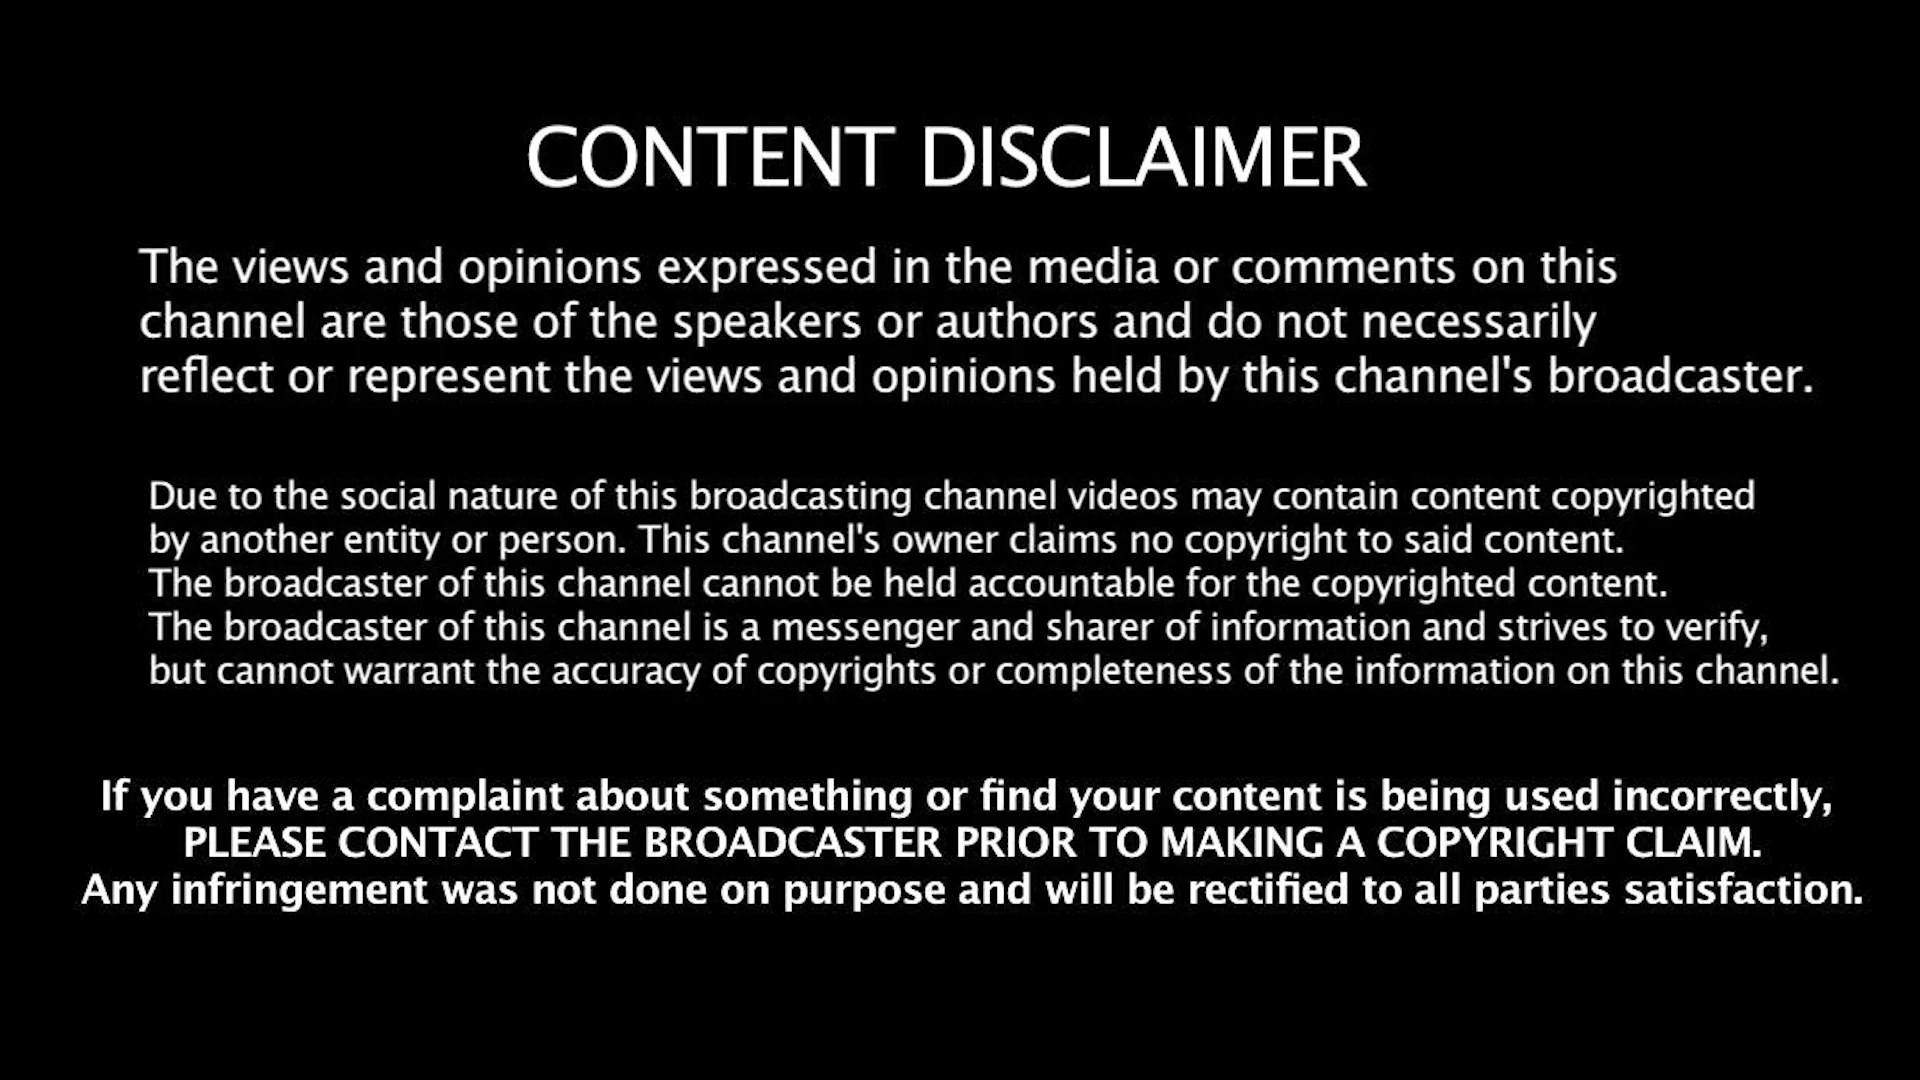 CONTENT DISCLAIMER
The views and opinions expressed in the media or comments on this
channel are those of the speakers or authors and do not necessarily
reflect or represent the views and opinions held by this channel's broadcaster.
Due to the social nature of this broadcasting channel videos may contain content copyrighted
by another entity or person. This channel's owner claims no copyright to said content.
The broadcaster of this channel cannot be held accountable for the copyrighted content.
The broadcaster of this channel is a messenger and sharer of information and strives to verify,
but cannot warrant the accuracy of copyrights or completeness of the information on this channel.
If you have a complaint about something or find your content is being used incorrectly,
PLEASE CONTACT THE BROADCASTER PRIOR TO MAKING A COPYRIGHT CLAIM.
Any infringement was not done on purpose and will be rectified to all parties satisfaction.